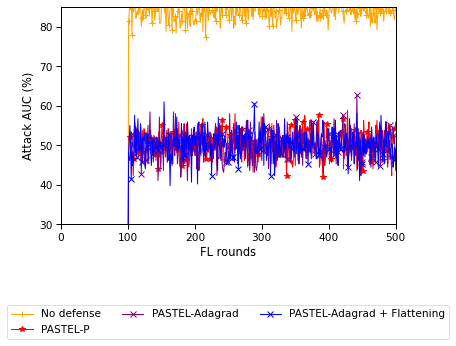 80
70
60
50
40
30
Attack AUC (%)
0 100 200 300 400 500
FL rounds
No defense PASTEL-Adagrad PASTEL-Adagrad + Flattening
PASTEL-P